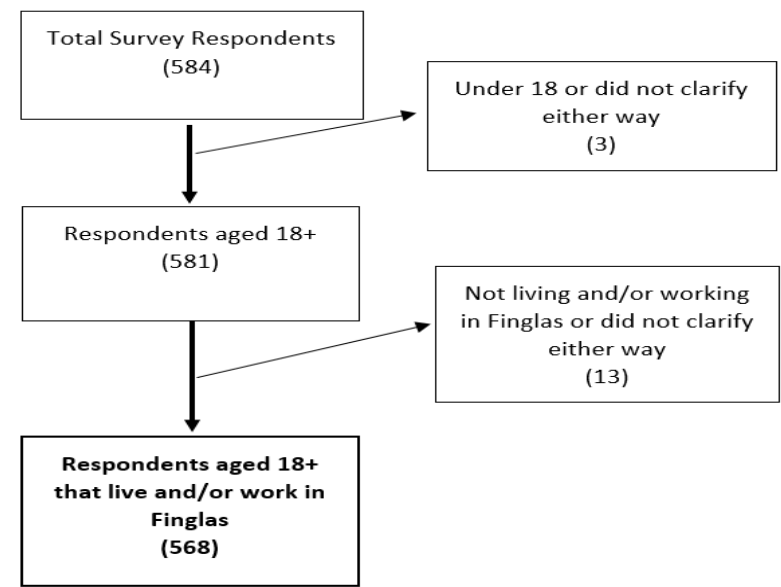 Total Survey Respondents
(584)
Under 18 or did not clarify
either way
(3)
Respondents aged 18+
(581)
Not living and/or working
in Finglas or did not clarify
either way
(13)
Respondents aged 18+
that live and/or work in
Finglas
(568)